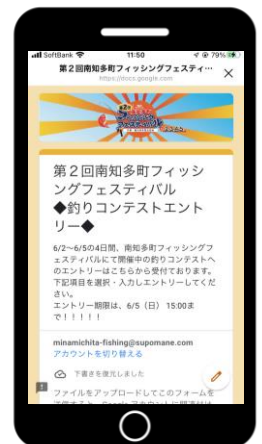 SoftBank 11:50 79%
第２回南知多町フィッシングフェスティ…
https://docs.google.com
第２回南知多町フィッシ
ングフェスティバル
◆釣りコンテストエント
リー◆
6/2〜6/5の4日間、南知多町フィッシングフ
ェスティバルにて開催中の釣りコンテストへ
のエントリーはこちらから受付ております。
下記項目を選択・入力しエントリーしてくだ
さい。
エントリー期限は、6/5（日） 15:00ま
で！！！！！
minamichita-fishing@supomane.com
アカウントを切り替える
下書きを復元しました
ファイルをアップロードしてこのフォームを